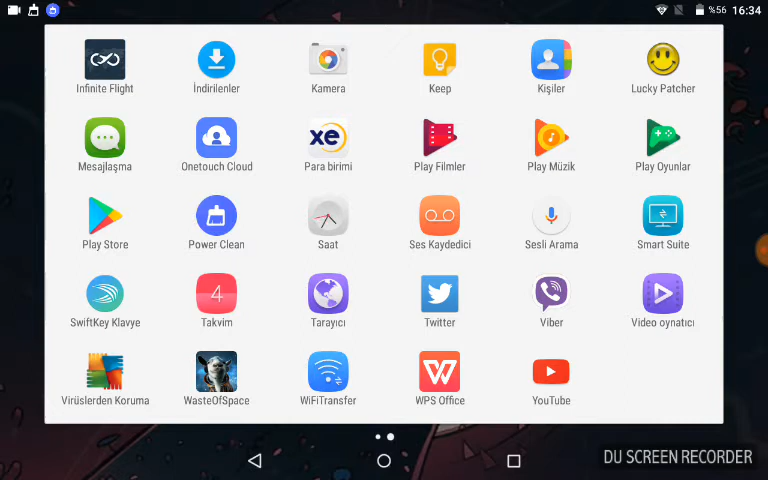 %56 16:34
Infinite Flight
İndirilenler
Kamera
Keep
Kişiler
Lucky Patcher
Mesajlaşma
Onetouch Cloud
xe
Para birimi
Play Filmler
Play Müzik
Play Oyunlar
Play Store
Power Clean
Saat
Ses Kaydedici
Sesli Arama
Smart Suite
SwiftKey Klavye
4
Takvim
Tarayıcı
Twitter
Viber
Video oynatıcı
Virüslerden Koruma
WasteOfSpace
WiFiTransfer
W
WPS Office
YouTube
DU SCREEN RECORDER